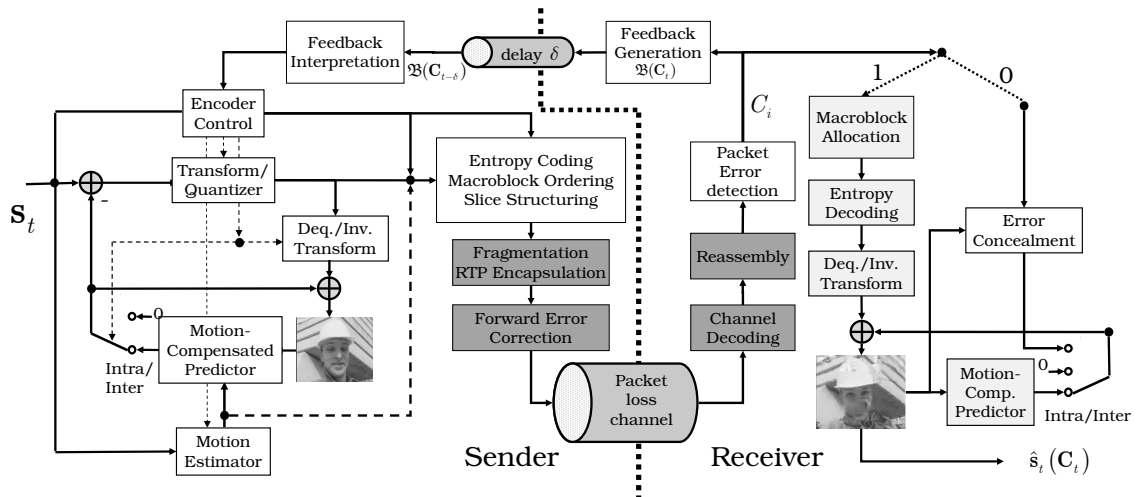 Feedback
Interpretation
𝔅(C_{t−δ})
delay δ
Feedback
Generation
𝔅(C_t)
1
0
Encoder
Control
C_i
Macroblock
Allocation
Transform/
Quantizer
Entropy Coding
Macroblock Ordering
Slice Structuring
Packet
Error
detection
Entropy
Decoding
Error
Concealment
s_t
-
Deq./Inv.
Transform
Fragmentation
RTP Encapsulation
Reassembly
Deq./Inv.
Transform
0
Motion-
Compensated
Predictor
Forward Error
Correction
Channel
Decoding
Intra/
Inter
Packet
loss
channel
0
Motion-
Comp.
Predictor
Intra/Inter
Motion
Estimator
Sender
Receiver
ŝ_t(C_t)